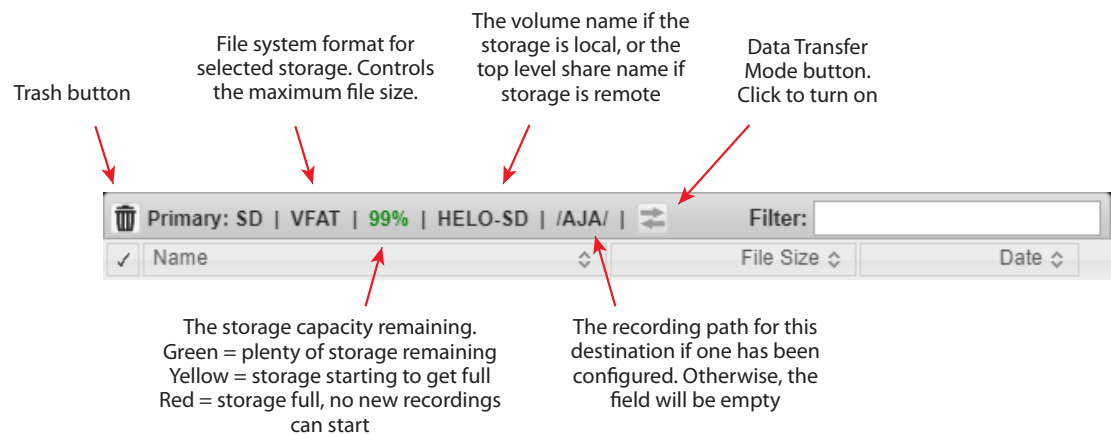 The volume name if the
storage is local, or the
top level share name if
storage is remote
File system format for
selected storage. Controls
the maximum file size.
Data Transfer
Mode button.
Click to turn on
Trash button
Primary: SD | VFAT | 99% | HELO-SD | /AJA/ | Filter:
✓ Name File Size Date
The storage capacity remaining.
Green = plenty of storage remaining
Yellow = storage starting to get full
Red = storage full, no new recordings
can start
The recording path for this
destination if one has been
configured. Otherwise, the
field will be empty